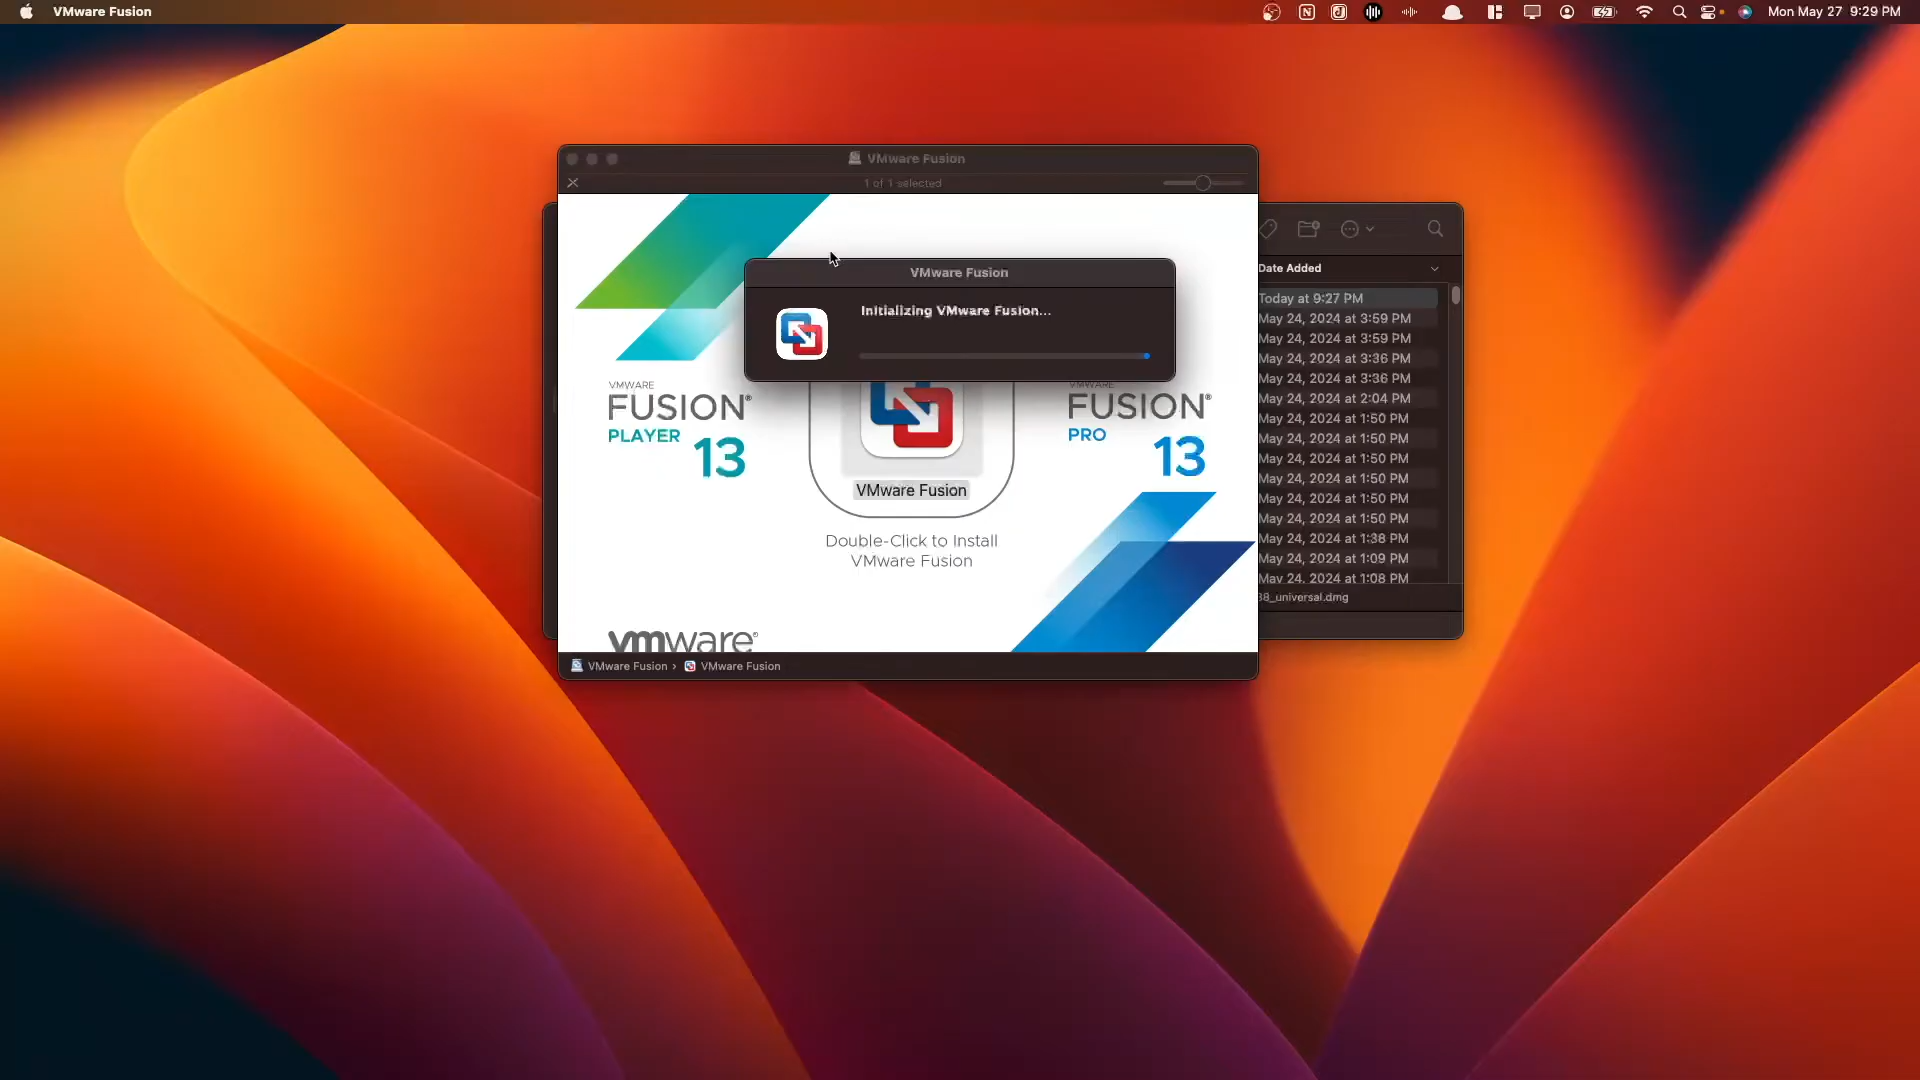 VMware Fusion
Mon May 27 9:29 PM
VMware Fusion
1 of 1 selected
VMware Fusion
Initializing VMware Fusion...
VMWARE
FUSION®
PLAYER 13
VMware Fusion
Double-Click to Install
VMware Fusion
VMWARE
FUSION®
PRO 13
vmware®
VMware Fusion › VMware Fusion
Date Added
Today at 9:27 PM
May 24, 2024 at 3:59 PM
May 24, 2024 at 3:59 PM
May 24, 2024 at 3:36 PM
May 24, 2024 at 3:36 PM
May 24, 2024 at 2:04 PM
May 24, 2024 at 1:50 PM
May 24, 2024 at 1:50 PM
May 24, 2024 at 1:50 PM
May 24, 2024 at 1:50 PM
May 24, 2024 at 1:50 PM
May 24, 2024 at 1:50 PM
May 24, 2024 at 1:38 PM
May 24, 2024 at 1:09 PM
May 24, 2024 at 1:08 PM
38_universal.dmg